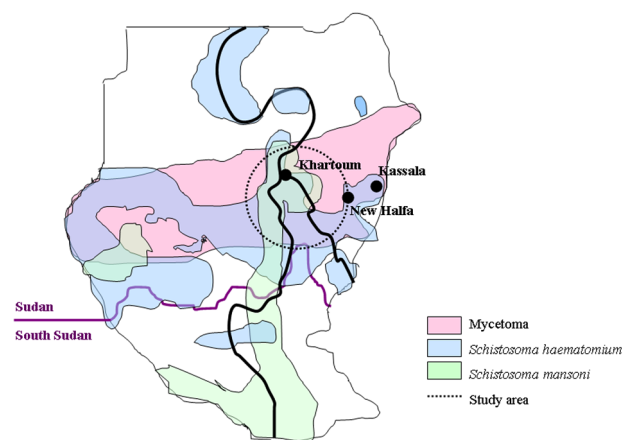 Khartoum
Kassala
New Halfa
Sudan
South Sudan
Mycetoma
Schistosoma haematomium
Schistosoma mansoni
Study area